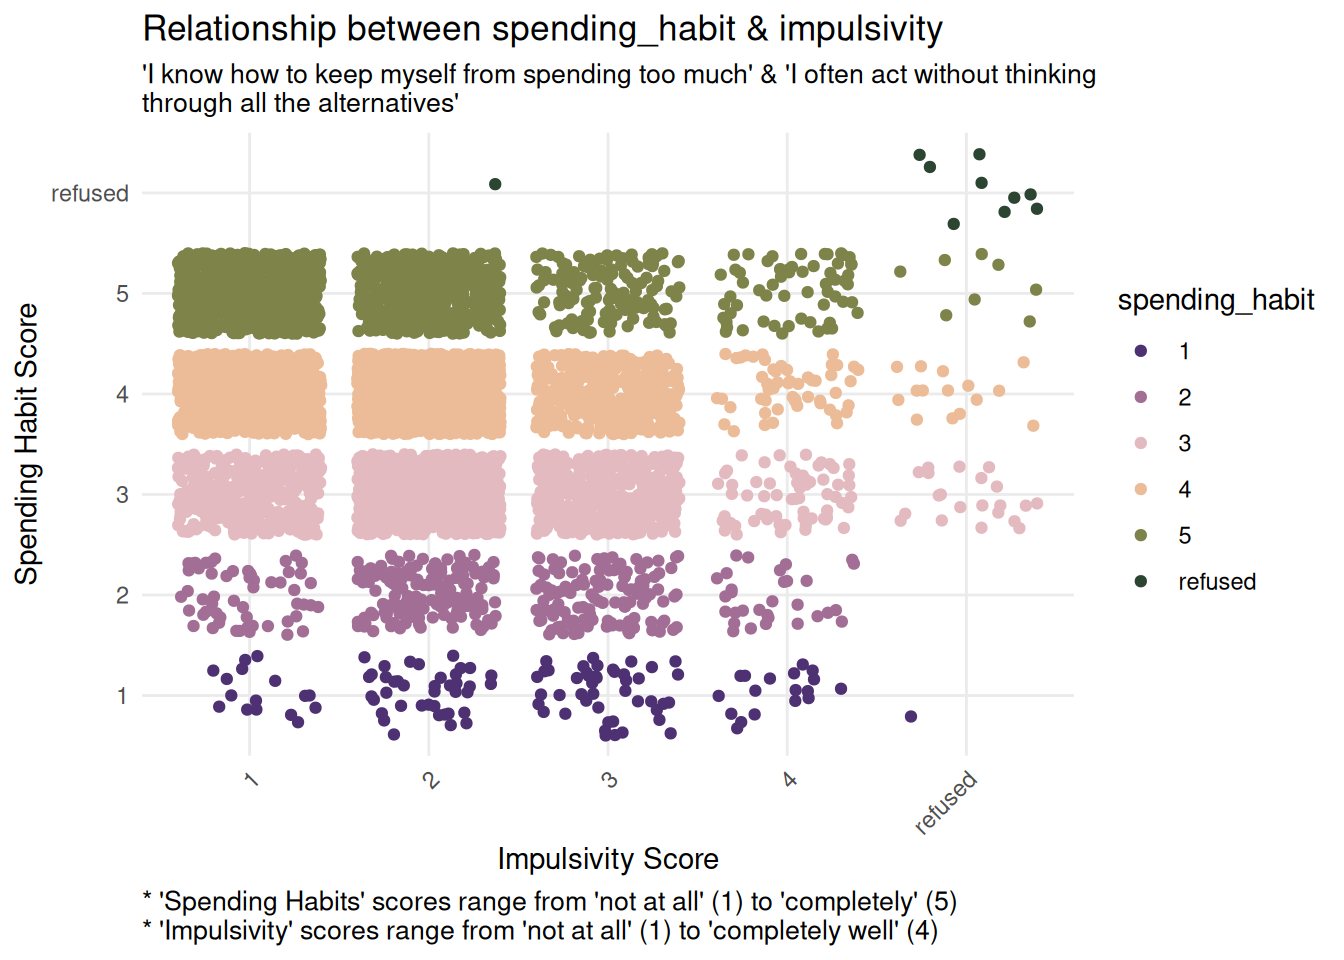 Relationship between spending_habit & impulsivity
'I know how to keep myself from spending too much' & 'I often act without thinking
through all the alternatives'
Spending Habit Score
refused
5
4
3
2
1
1
2
3
4
refused
Impulsivity Score
spending_habit
1
2
3
4
5
refused
* 'Spending Habits' scores range from 'not at all' (1) to 'completely' (5)
* 'Impulsivity' scores range from 'not at all' (1) to 'completely well' (4)